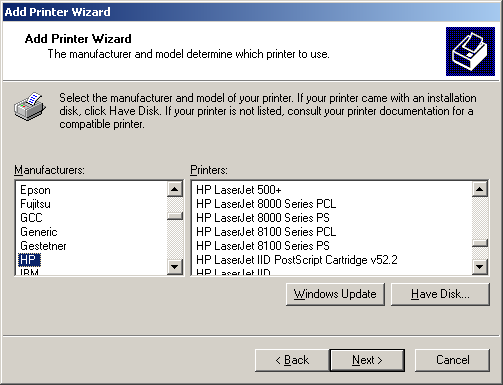 Add Printer Wizard
Add Printer Wizard
The manufacturer and model determine which printer to use.
Select the manufacturer and model of your printer. If your printer came with an installation
disk, click Have Disk. If your printer is not listed, consult your printer documentation for a
compatible printer.
Manufacturers:
Epson
Fujitsu
GCC
Generic
Gestetner
HP
IBM
Printers:
HP LaserJet 500+
HP LaserJet 8000 Series PCL
HP LaserJet 8000 Series PS
HP LaserJet 8100 Series PCL
HP LaserJet 8100 Series PS
HP LaserJet IID PostScript Cartridge v52.2
HP LaserJet IID
Windows Update
Have Disk...
< Back
Next >
Cancel